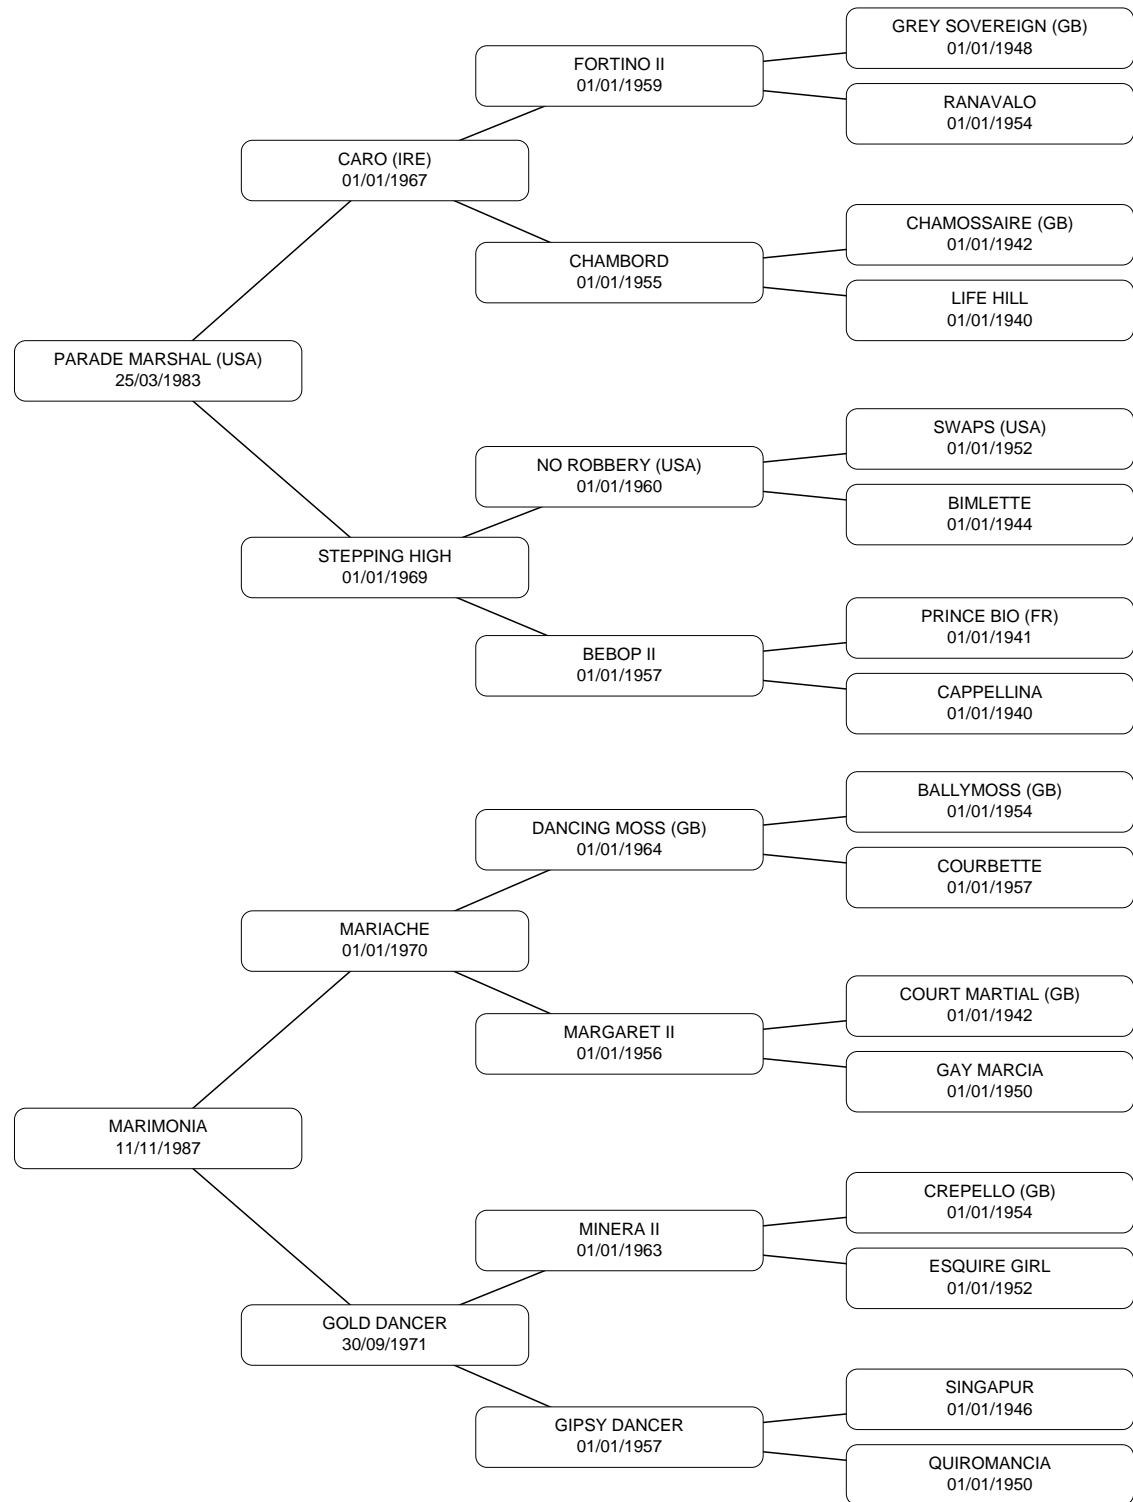 GREY SOVEREIGN (GB)
01/01/1948
FORTINO II
01/01/1959
RANAVALO
01/01/1954
CARO (IRE)
01/01/1967
CHAMOSSAIRE (GB)
01/01/1942
CHAMBORD
01/01/1955
LIFE HILL
01/01/1940
PARADE MARSHAL (USA)
25/03/1983
SWAPS (USA)
01/01/1952
NO ROBBERY (USA)
01/01/1960
BIMLETTE
01/01/1944
STEPPING HIGH
01/01/1969
PRINCE BIO (FR)
01/01/1941
BEBOP II
01/01/1957
CAPPELLINA
01/01/1940
BALLYMOSS (GB)
01/01/1954
DANCING MOSS (GB)
01/01/1964
COURBETTE
01/01/1957
MARIACHE
01/01/1970
COURT MARTIAL (GB)
01/01/1942
MARGARET II
01/01/1956
GAY MARCIA
01/01/1950
MARIMONIA
11/11/1987
CREPELLO (GB)
01/01/1954
MINERA II
01/01/1963
ESQUIRE GIRL
01/01/1952
GOLD DANCER
30/09/1971
SINGAPUR
01/01/1946
GIPSY DANCER
01/01/1957
QUIROMANCIA
01/01/1950